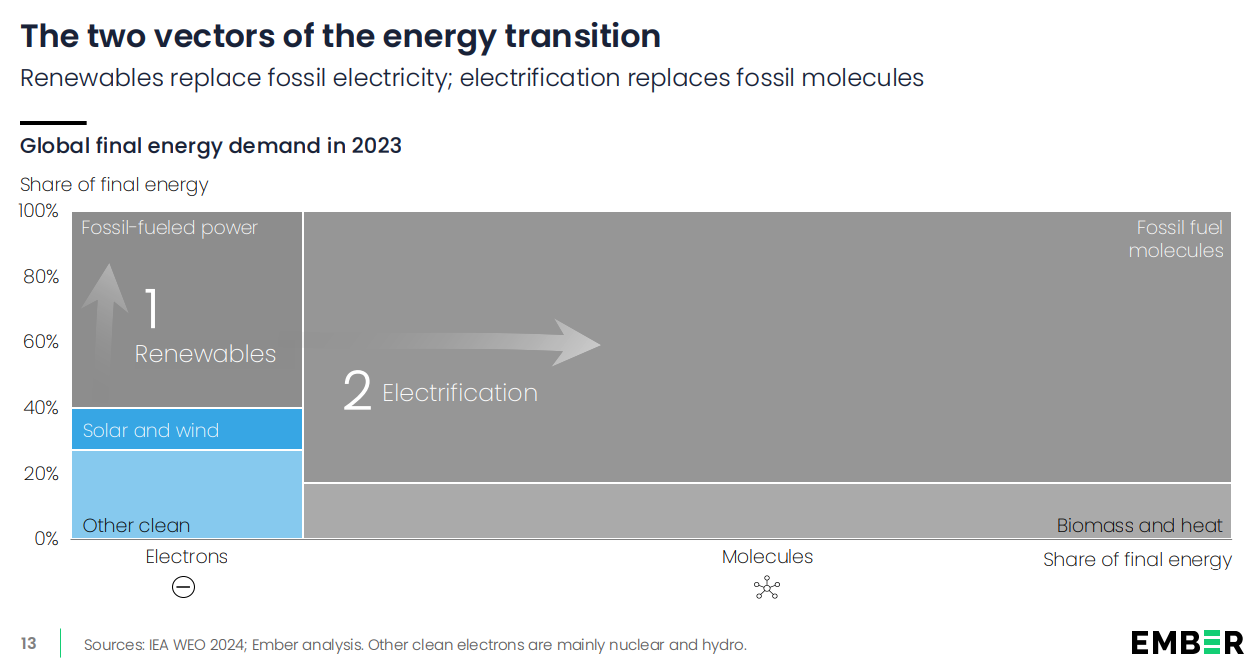 The two vectors of the energy transition
Renewables replace fossil electricity; electrification replaces fossil molecules
Global final energy demand in 2023
Share of final energy
100%
80%
60%
40%
20%
0%
Fossil-fueled power
1
Renewables
Solar and wind
Other clean
2 Electrification
Fossil fuel
molecules
Biomass and heat
Electrons
Molecules
Share of final energy
13
Sources: IEA WEO 2024; Ember analysis. Other clean electrons are mainly nuclear and hydro.
EMBER